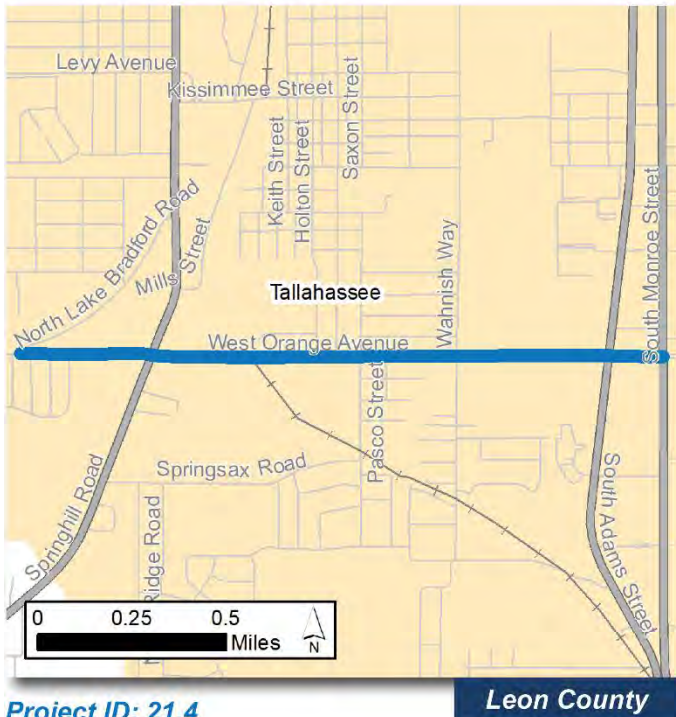 Levy Avenue
Kissimmee Street
Saxon Street
Keith Street
Holton Street
North Lake Bradford Road
Mills Street
Wahnish Way
South Monroe Street
Tallahassee
West Orange Avenue
Pasco Street
Springsax Road
Springhill Road
Ridge Road
South Adams Street
0 0.25 0.5
Miles
N
Project ID: 21.4
Leon County